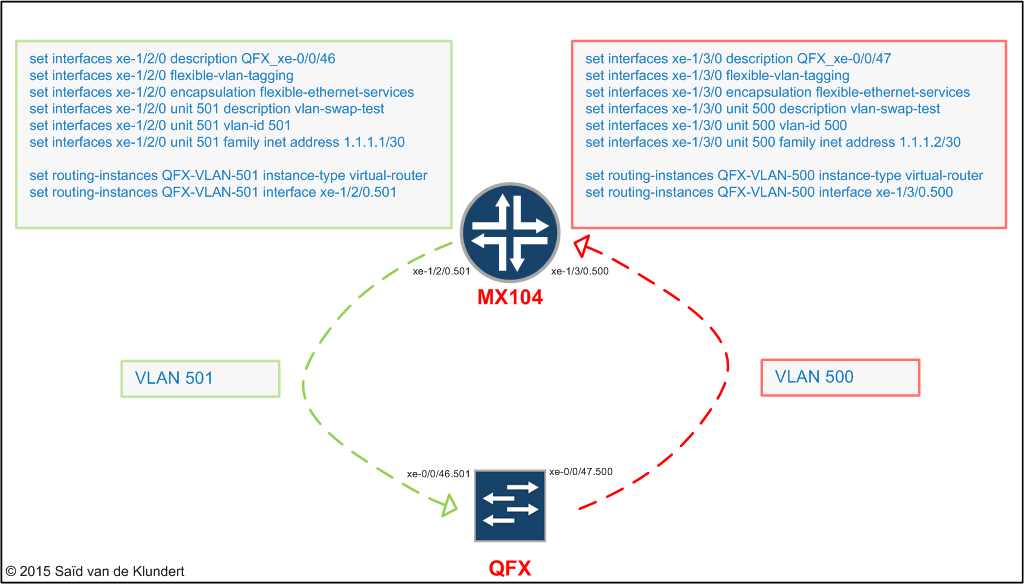 set interfaces xe-1/2/0 description QFX_xe-0/0/46
set interfaces xe-1/2/0 flexible-vlan-tagging
set interfaces xe-1/2/0 encapsulation flexible-ethernet-services
set interfaces xe-1/2/0 unit 501 description vlan-swap-test
set interfaces xe-1/2/0 unit 501 vlan-id 501
set interfaces xe-1/2/0 unit 501 family inet address 1.1.1.1/30
set routing-instances QFX-VLAN-501 instance-type virtual-router
set routing-instances QFX-VLAN-501 interface xe-1/2/0.501
set interfaces xe-1/3/0 description QFX_xe-0/0/47
set interfaces xe-1/3/0 flexible-vlan-tagging
set interfaces xe-1/3/0 encapsulation flexible-ethernet-services
set interfaces xe-1/3/0 unit 500 description vlan-swap-test
set interfaces xe-1/3/0 unit 500 vlan-id 500
set interfaces xe-1/3/0 unit 500 family inet address 1.1.1.2/30
set routing-instances QFX-VLAN-500 instance-type virtual-router
set routing-instances QFX-VLAN-500 interface xe-1/3/0.500
xe-1/2/0.501
xe-1/3/0.500
MX104
VLAN 501
VLAN 500
xe-0/0/46.501
xe-0/0/47.500
QFX
© 2015 Saïd van de Klundert